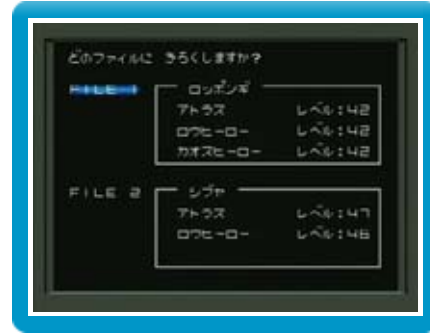 どのファイルに きろくしますか?
FILE 1
ロッポンギ
アトラス レベル:42
ロウヒーロー レベル:42
カオスヒーロー レベル:42
FILE 2
シブヤ
アトラス レベル:47
ロウヒーロー レベル:46